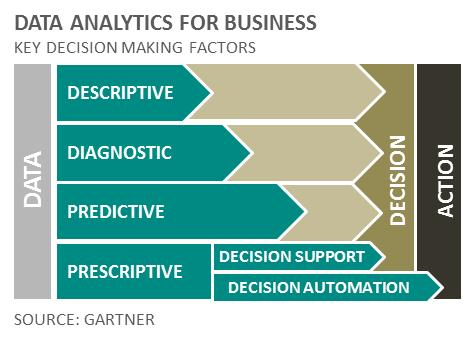 DATA ANALYTICS FOR BUSINESS
KEY DECISION MAKING FACTORS
DATA
DESCRIPTIVE
DIAGNOSTIC
PREDICTIVE
PRESCRIPTIVE
DECISION SUPPORT
DECISION AUTOMATION
DECISION
ACTION
SOURCE: GARTNER